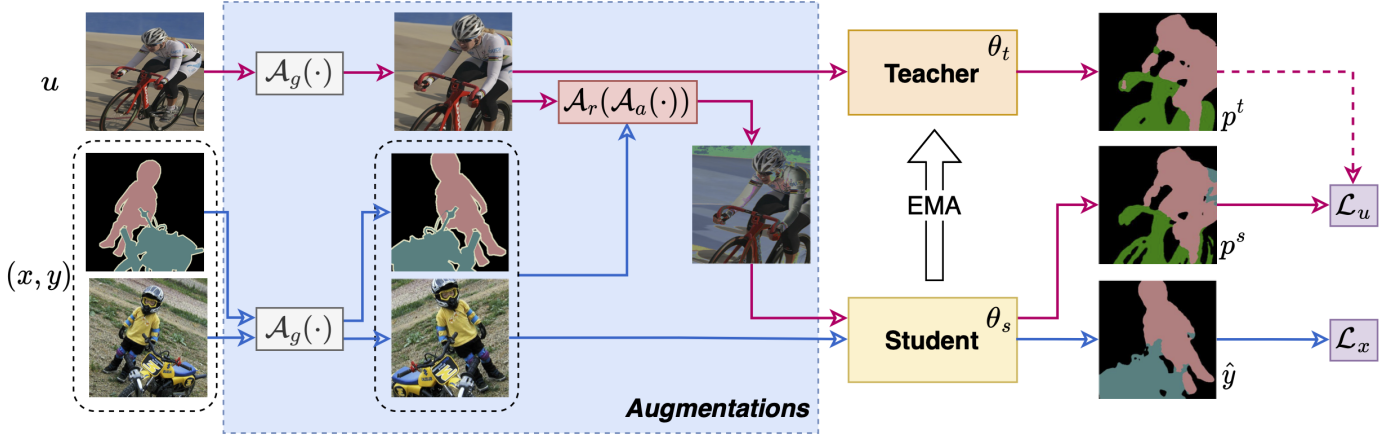 u
𝒜_g(·)
𝒜_r(𝒜_a(·))
Teacher
θ_t
p^t
EMA
ℒ_u
p^s
(x, y)
𝒜_g(·)
Student
θ_s
ŷ
ℒ_x
Augmentations